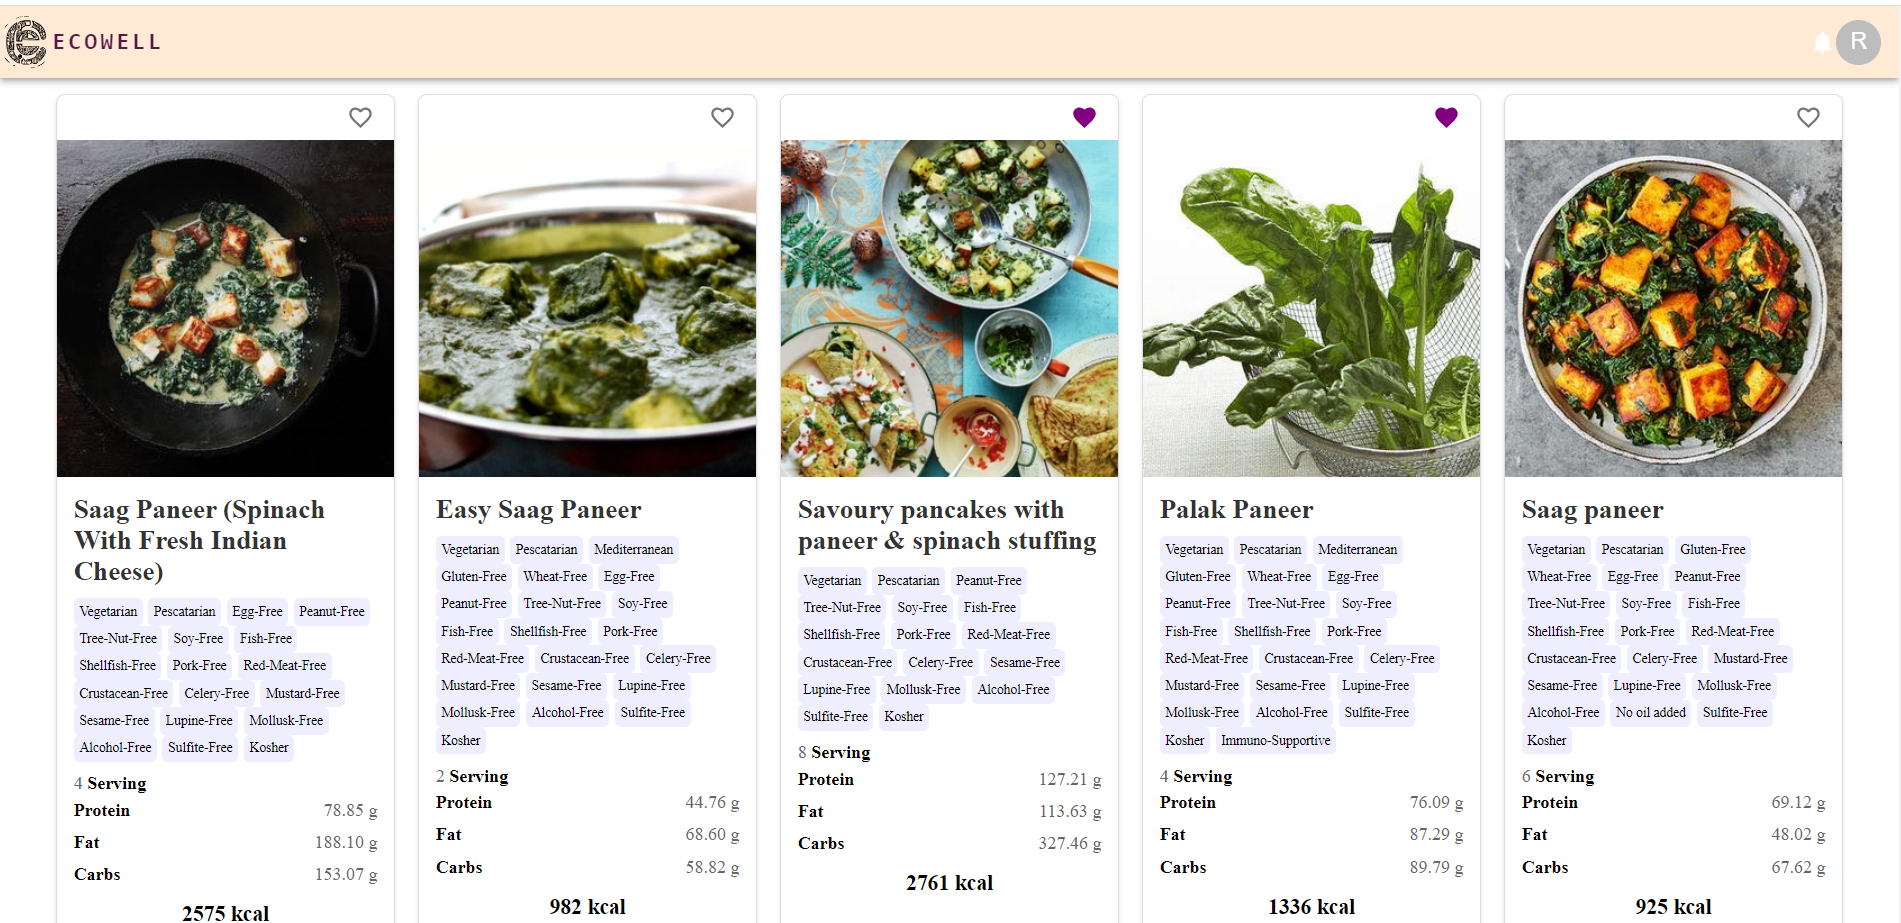 ECOWELL
R
Saag Paneer (Spinach
With Fresh Indian
Cheese)
Vegetarian Pescatarian Egg-Free Peanut-Free
Tree-Nut-Free Soy-Free Fish-Free
Shellfish-Free Pork-Free Red-Meat-Free
Crustacean-Free Celery-Free Mustard-Free
Sesame-Free Lupine-Free Mollusk-Free
Alcohol-Free Sulfite-Free Kosher
4 Serving
Protein 78.85 g
Fat 188.10 g
Carbs 153.07 g
2575 kcal
Easy Saag Paneer
Vegetarian Pescatarian Mediterranean
Gluten-Free Wheat-Free Egg-Free
Peanut-Free Tree-Nut-Free Soy-Free
Fish-Free Shellfish-Free Pork-Free
Red-Meat-Free Crustacean-Free Celery-Free
Mustard-Free Sesame-Free Lupine-Free
Mollusk-Free Alcohol-Free Sulfite-Free
Kosher
2 Serving
Protein 44.76 g
Fat 68.60 g
Carbs 58.82 g
982 kcal
Savoury pancakes with
paneer & spinach stuffing
Vegetarian Pescatarian Peanut-Free
Tree-Nut-Free Soy-Free Fish-Free
Shellfish-Free Pork-Free Red-Meat-Free
Crustacean-Free Celery-Free Sesame-Free
Lupine-Free Mollusk-Free Alcohol-Free
Sulfite-Free Kosher
8 Serving
Protein 127.21 g
Fat 113.63 g
Carbs 327.46 g
2761 kcal
Palak Paneer
Vegetarian Pescatarian Mediterranean
Gluten-Free Wheat-Free Egg-Free
Peanut-Free Tree-Nut-Free Soy-Free
Fish-Free Shellfish-Free Pork-Free
Red-Meat-Free Crustacean-Free Celery-Free
Mustard-Free Sesame-Free Lupine-Free
Mollusk-Free Alcohol-Free Sulfite-Free
Kosher Immuno-Supportive
4 Serving
Protein 76.09 g
Fat 87.29 g
Carbs 89.79 g
1336 kcal
Saag paneer
Vegetarian Pescatarian Gluten-Free
Wheat-Free Egg-Free Peanut-Free
Tree-Nut-Free Soy-Free Fish-Free
Shellfish-Free Pork-Free Red-Meat-Free
Crustacean-Free Celery-Free Mustard-Free
Sesame-Free Lupine-Free Mollusk-Free
Alcohol-Free No oil added Sulfite-Free
Kosher
6 Serving
Protein 69.12 g
Fat 48.02 g
Carbs 67.62 g
925 kcal